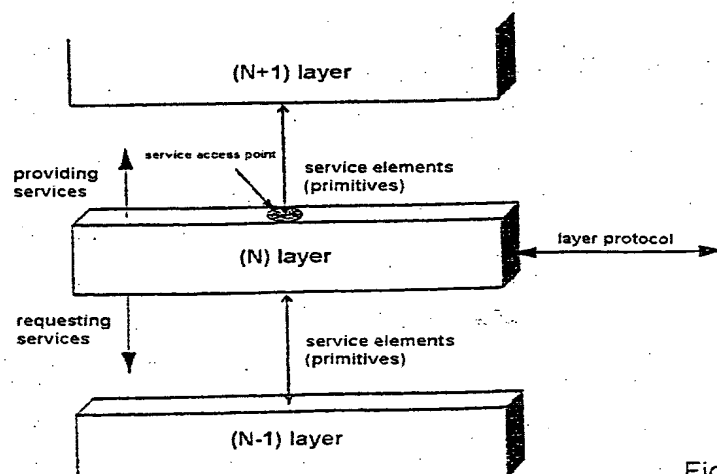 (N+1) layer
service access point
providing
services
service elements
(primitives)
(N) layer
layer protocol
requesting
services
service elements
(primitives)
(N-1) layer
Fig